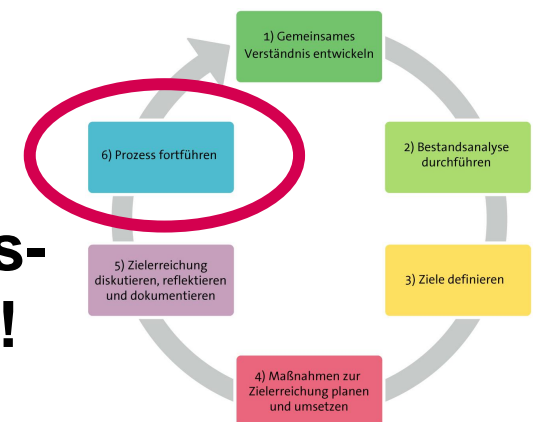 1) Gemeinsames
Verständnis entwickeln
2) Bestandsanalyse
durchführen
3) Ziele definieren
4) Maßnahmen zur
Zielerreichung planen
und umsetzen
5) Zielerreichung
diskutieren, reflektieren
und dokumentieren
6) Prozess fortführen
s-
!